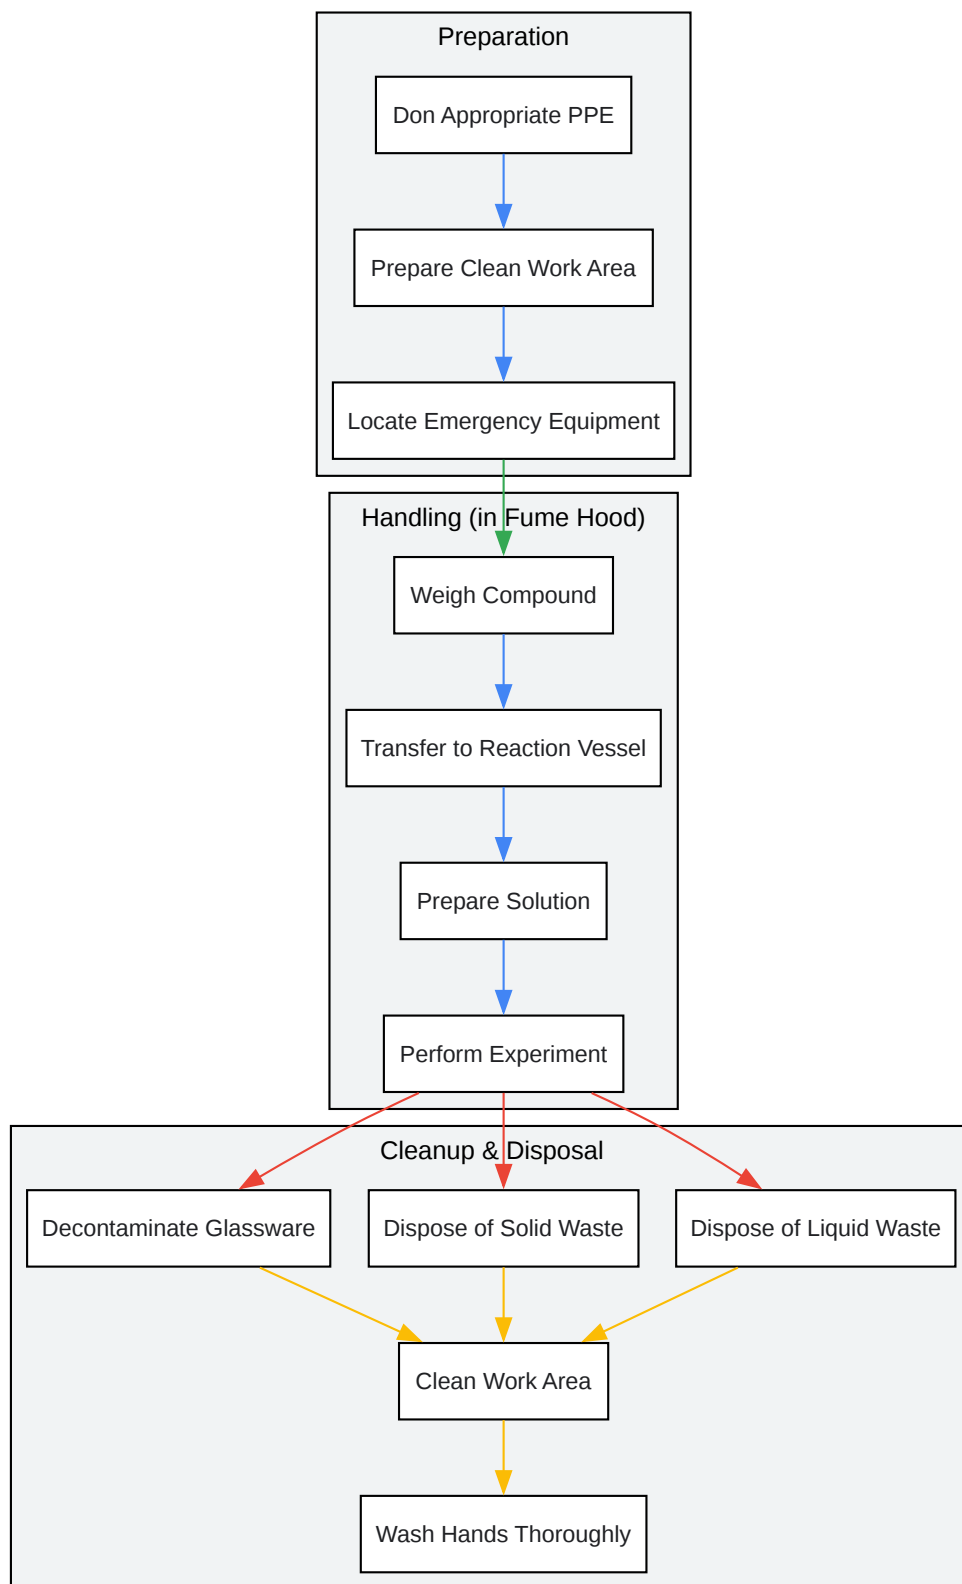 Preparation
Don Appropriate PPE
Prepare Clean Work Area
Locate Emergency Equipment
Handling (in Fume Hood)
Weigh Compound
Transfer to Reaction Vessel
Prepare Solution
Perform Experiment
Cleanup & Disposal
Decontaminate Glassware
Dispose of Solid Waste
Dispose of Liquid Waste
Clean Work Area
Wash Hands Thoroughly